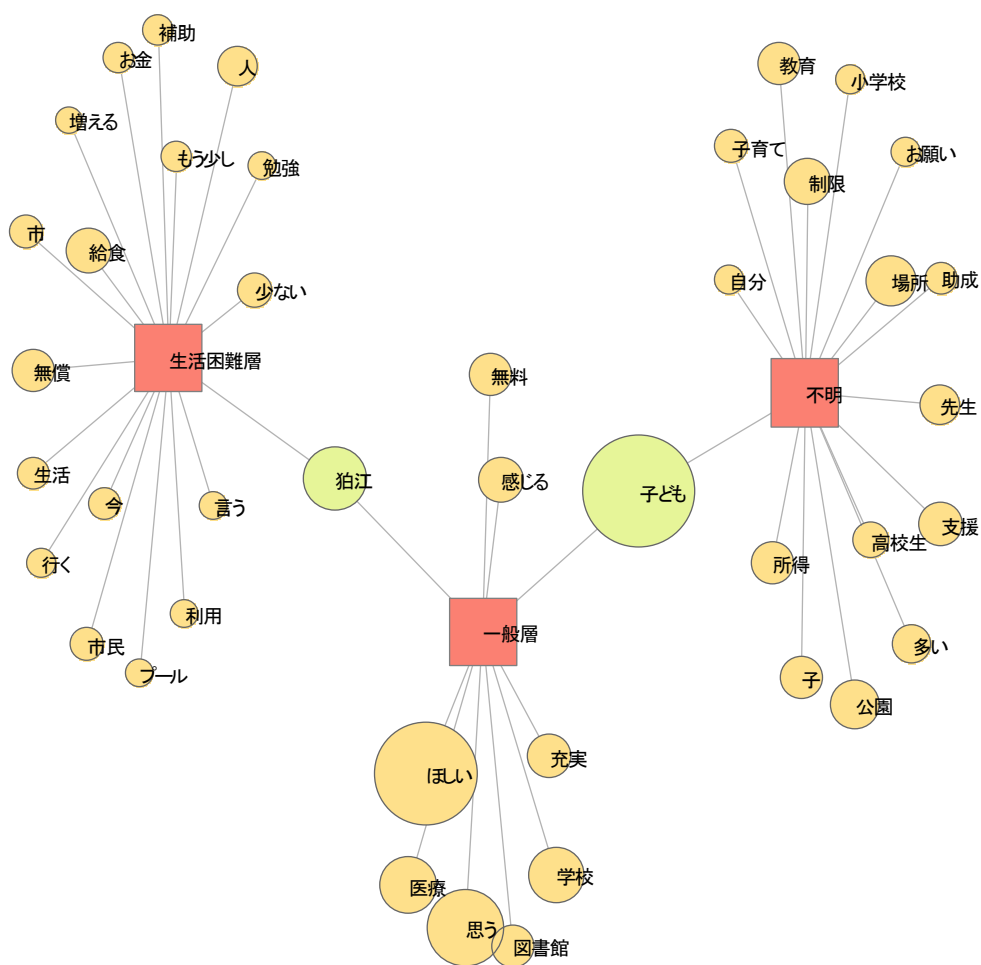 補助
お金
人
増える
もう少し
勉強
市
給食
少ない
生活困難層
無償
生活
今
言う
行く
利用
市民
プール
教育
小学校
子育て
お願い
制限
自分
場所
助成
不明
先生
支援
高校生
所得
多い
子
公園
無料
狛江
感じる
子ども
一般層
ほしい
充実
医療
学校
思う
図書館